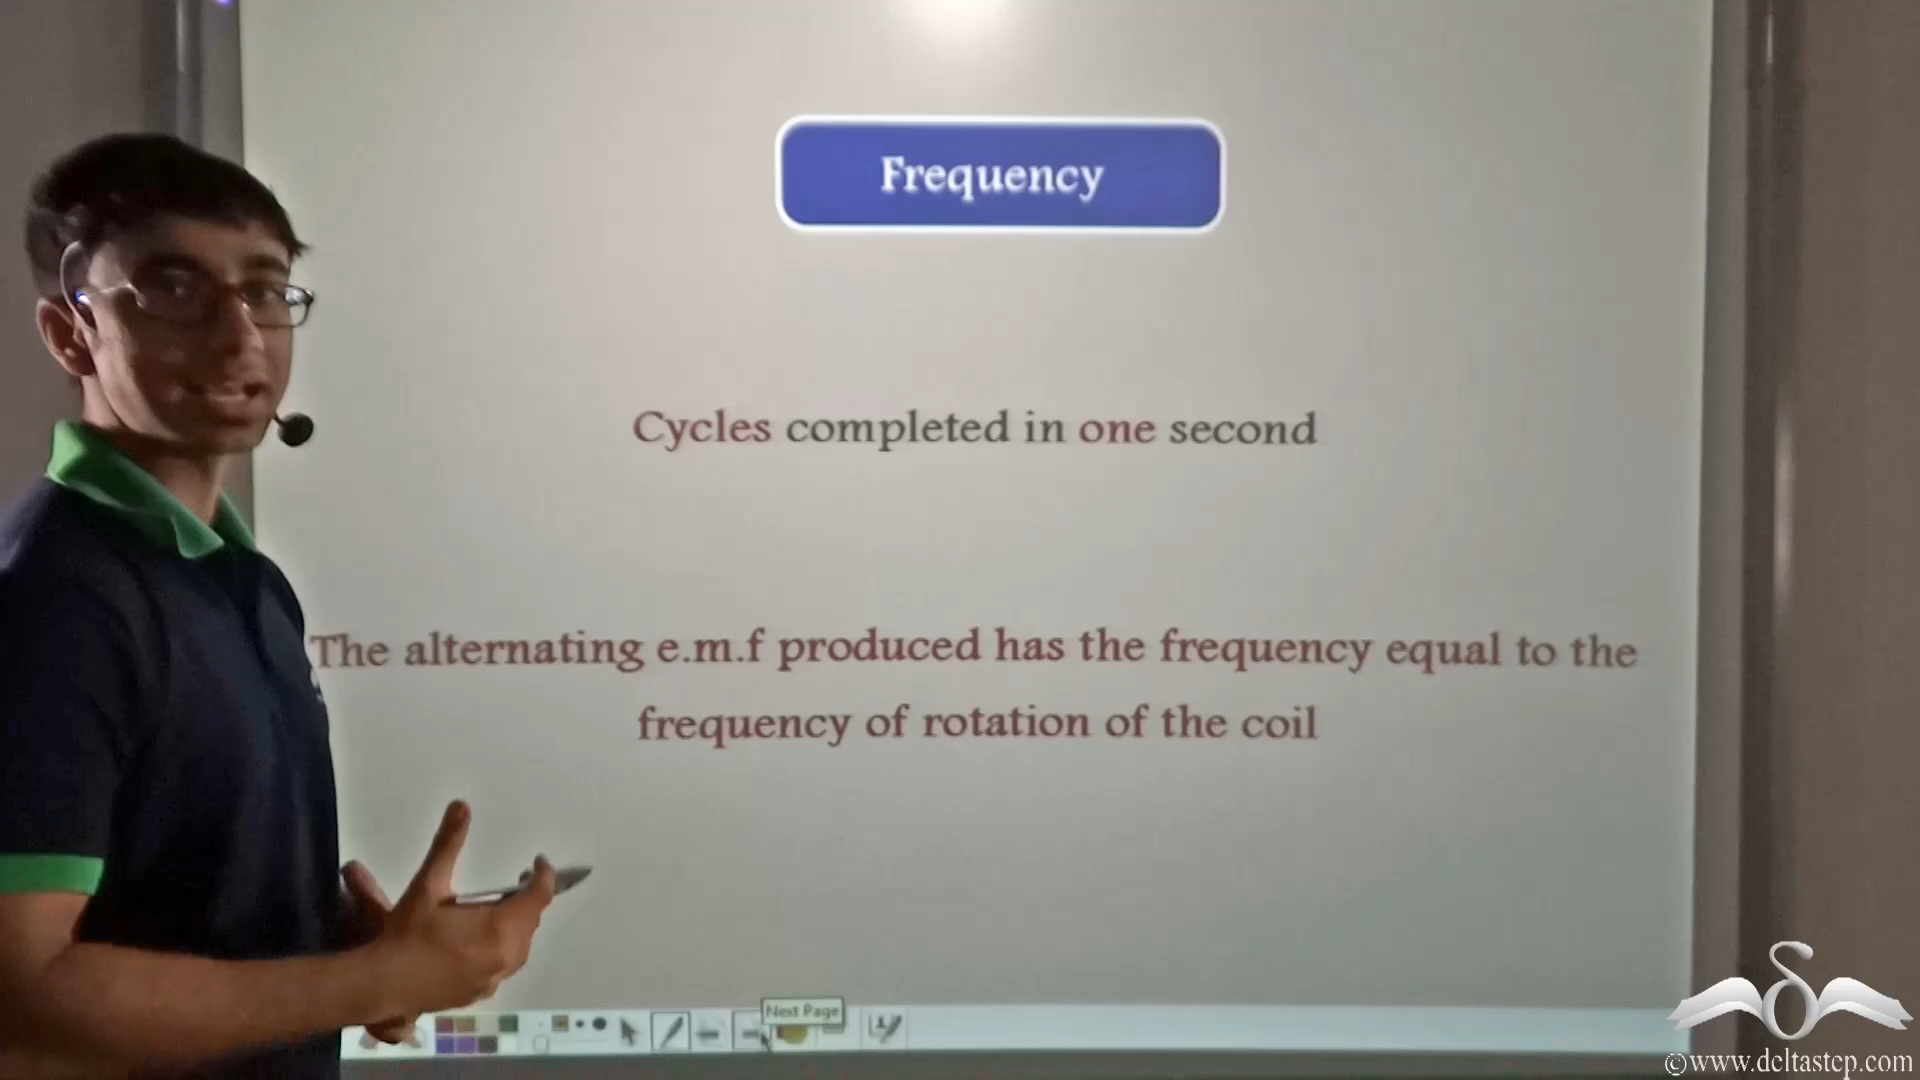 Frequency
Cycles completed in one second
The alternating e.m.f produced has the frequency equal to the
frequency of rotation of the coil
Next Page
©www.deltastep.com